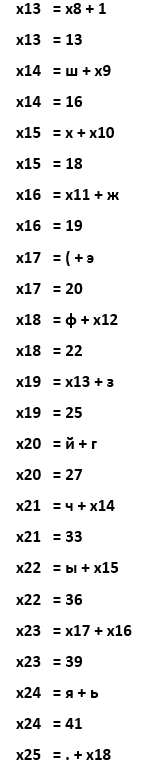 x13 = x8 + 1
x13 = 13
x14 = ш + x9
x14 = 16
x15 = x + x10
x15 = 18
x16 = x11 + ж
x16 = 19
x17 = ( + э
x17 = 20
x18 = ф + x12
x18 = 22
x19 = x13 + з
x19 = 25
x20 = й + г
x20 = 27
x21 = ч + x14
x21 = 33
x22 = ы + x15
x22 = 36
x23 = x17 + x16
x23 = 39
x24 = я + ь
x24 = 41
x25 = . + x18